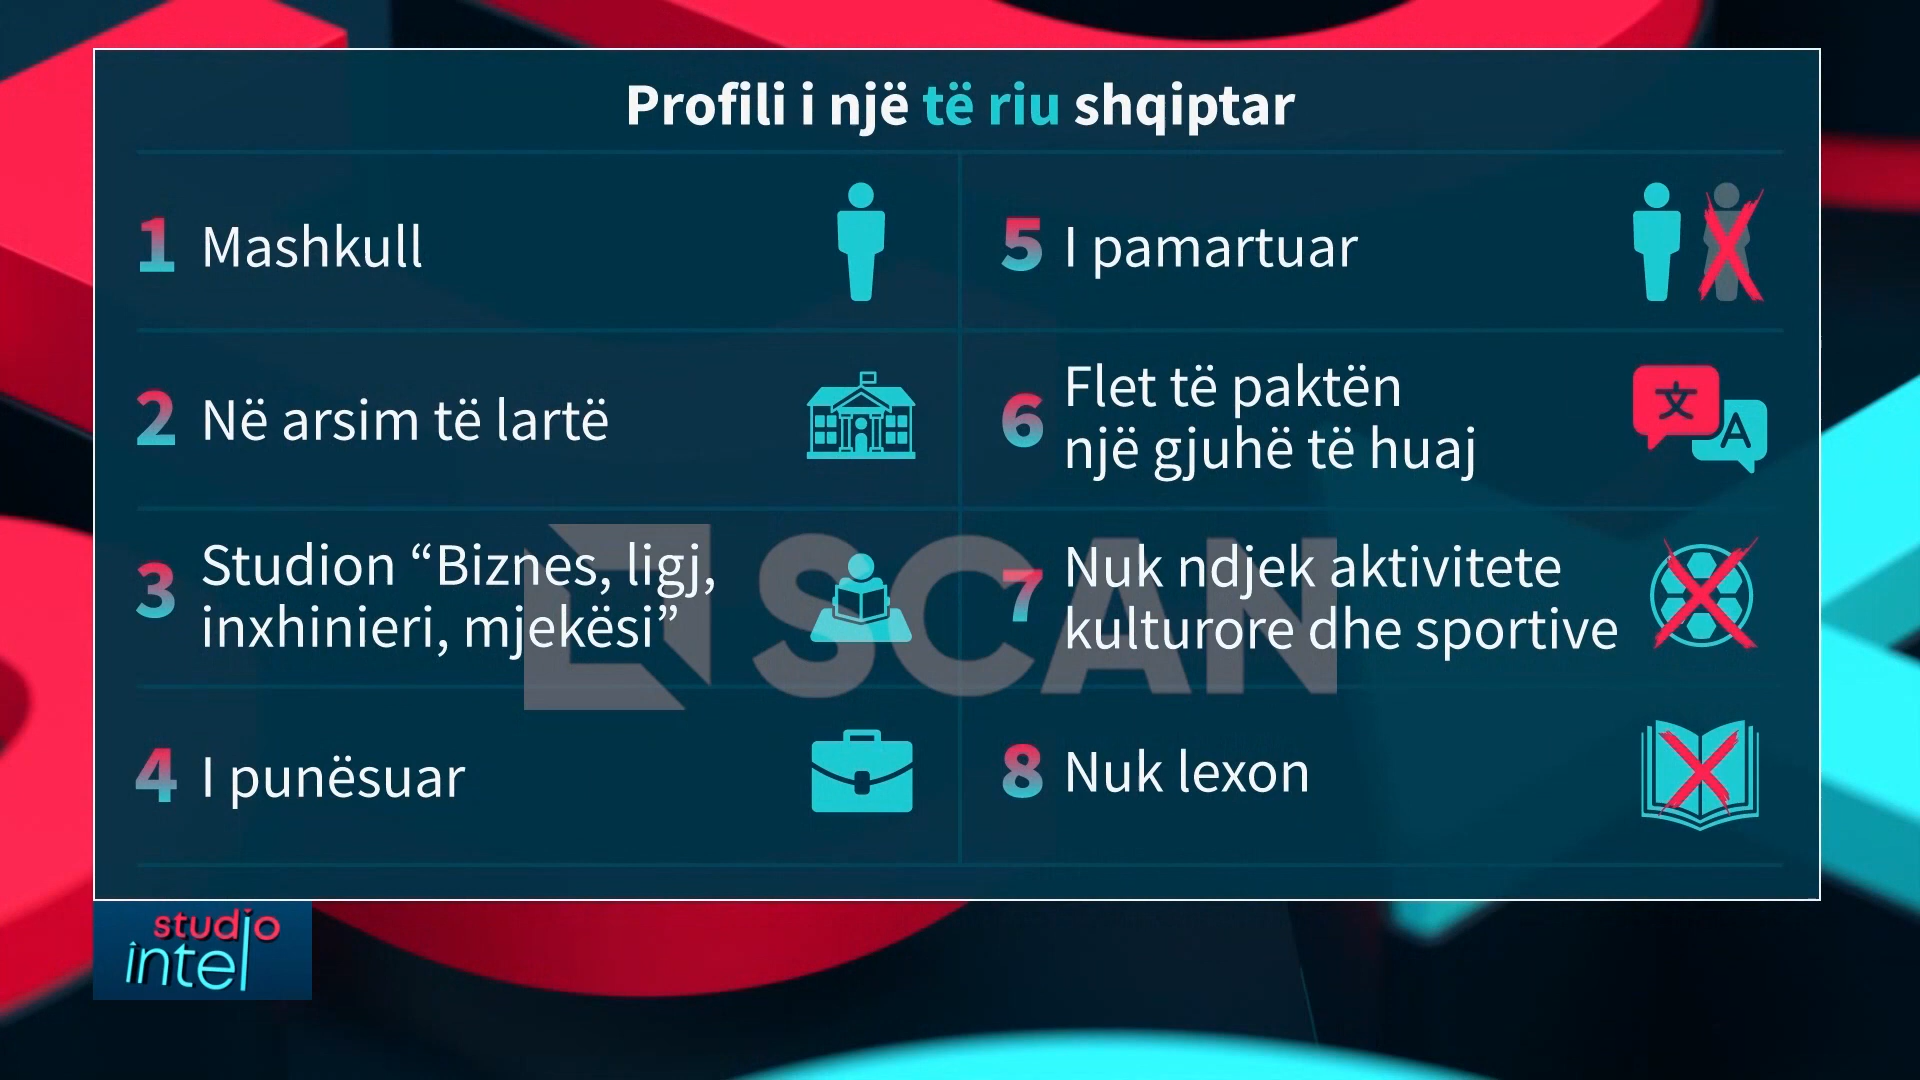 Profili i një të riu shqiptar
1 Mashkull
2 Në arsim të lartë
3 Studion “Biznes, ligj,
inxhinieri, mjekësi”
4 I punësuar
5 I pamartuar
6 Flet të paktën
një gjuhë të huaj
文 A
7 Nuk ndjek aktivitete
kulturore dhe sportive
8 Nuk lexon
SCAN
studio
intel